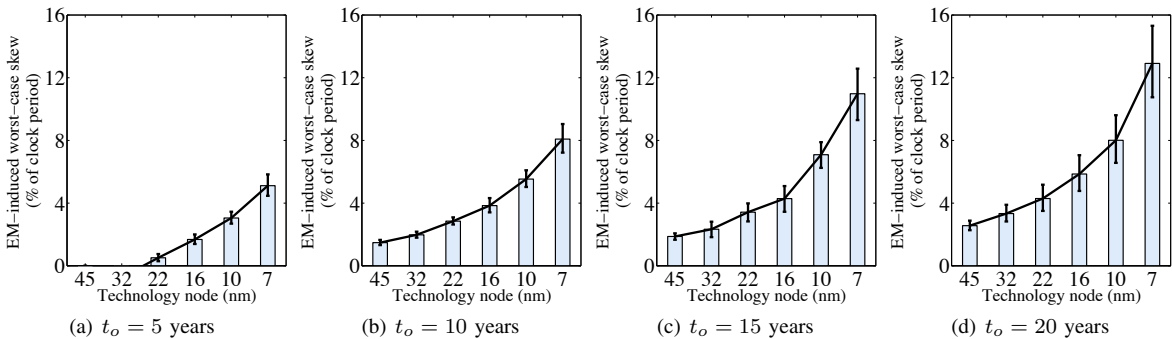 EM−induced worst−case skew
(% of clock period)
16
12
8
4
0
45 32 22 16 10 7
Technology node (nm)
(a) t_o = 5 years
EM−induced worst−case skew
(% of clock period)
16
12
8
4
0
45 32 22 16 10 7
Technology node (nm)
(b) t_o = 10 years
EM−induced worst−case skew
(% of clock period)
16
12
8
4
0
45 32 22 16 10 7
Technology node (nm)
(c) t_o = 15 years
EM−induced worst−case skew
(% of clock period)
16
12
8
4
0
45 32 22 16 10 7
Technology node (nm)
(d) t_o = 20 years